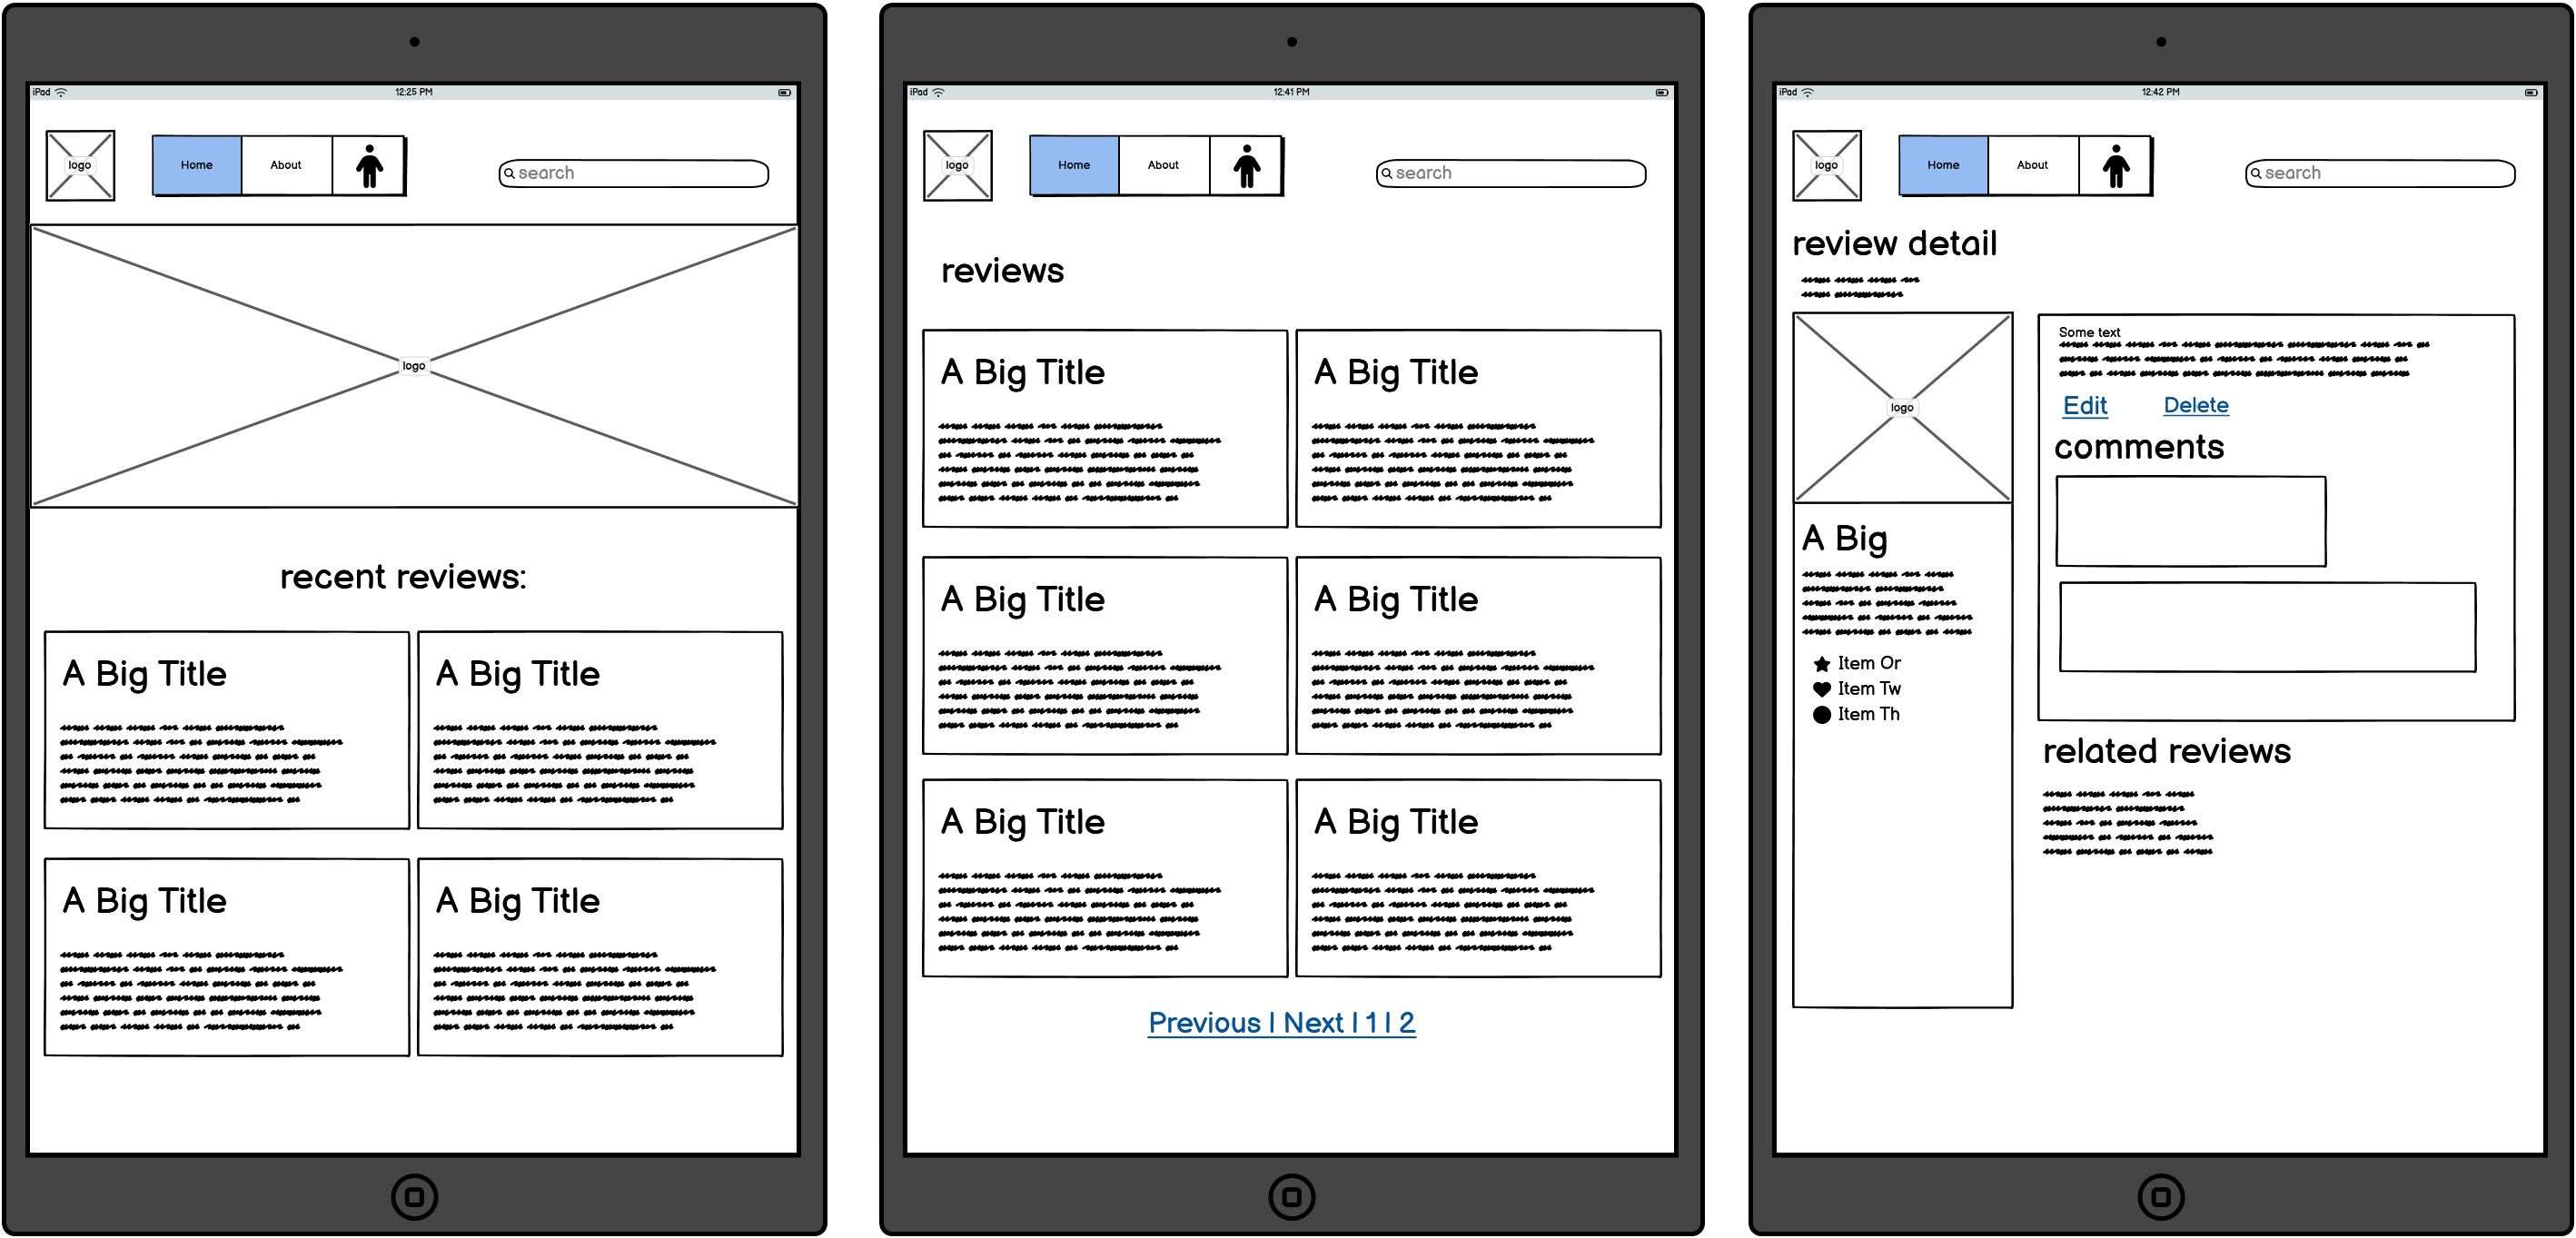 iPad 12:25 PM
logo Home About search
logo
recent reviews:
A Big Title A Big Title
A Big Title A Big Title
iPad 12:41 PM
logo Home About search
reviews
A Big Title A Big Title
A Big Title A Big Title
A Big Title A Big Title
Previous | Next | 1 | 2
iPad 12:42 PM
logo Home About search
review detail
logo
A Big
Item Or
Item Tw
Item Th
Some text
Edit Delete
comments
related reviews